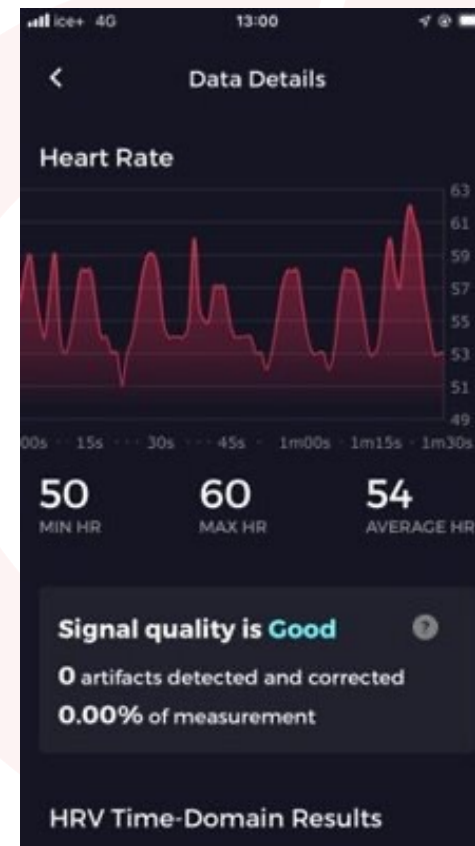 ice+ 4G 13:00
Data Details
Heart Rate
63
61
59
57
55
53
51
49
00s 15s 30s 45s 1m00s 1m15s 1m30s
50 60 54
MIN HR MAX HR AVERAGE HR
Signal quality is Good ?
0 artifacts detected and corrected
0.00% of measurement
HRV Time-Domain Results